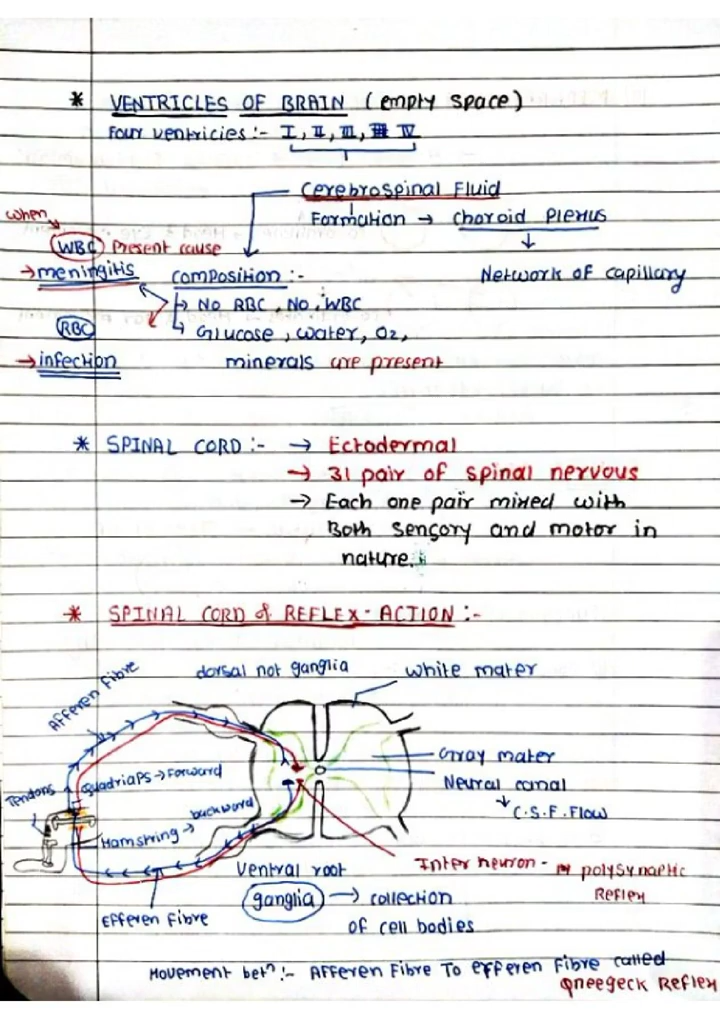 * VENTRICLES OF BRAIN (empty space)
Four ventricies :- I, II, III, IV
Cerebrospinal Fluid
Formation → Choroid Plexus
↓
Network of capillary
when
WBC Present cause
→ meningitis
RBC
→ infection
Composition :-
↳ No RBC, No, WBC
↳ Glucose, water, O2,
minerals are present
* SPINAL CORD :- → Ectodermal
→ 31 pair of spinal nervous
→ Each one pair mixed with
Both sensory and motor in
nature.
* SPINAL CORD & REFLEX-ACTION :-
Afferen Fibre
dorsal not ganglia
White mater
Gray mater
Neural canal
↓ C.S.F. Flow
Quadriaps → Forward
Tendons
backword
Hamstring →
Inter neuron - polysynaptic
Reflex
Ventral root
ganglia → collection
of cell bodies
Efferen Fibre
Movement betn :- Afferen Fibre To efferen Fibre called
qneegeck Reflex